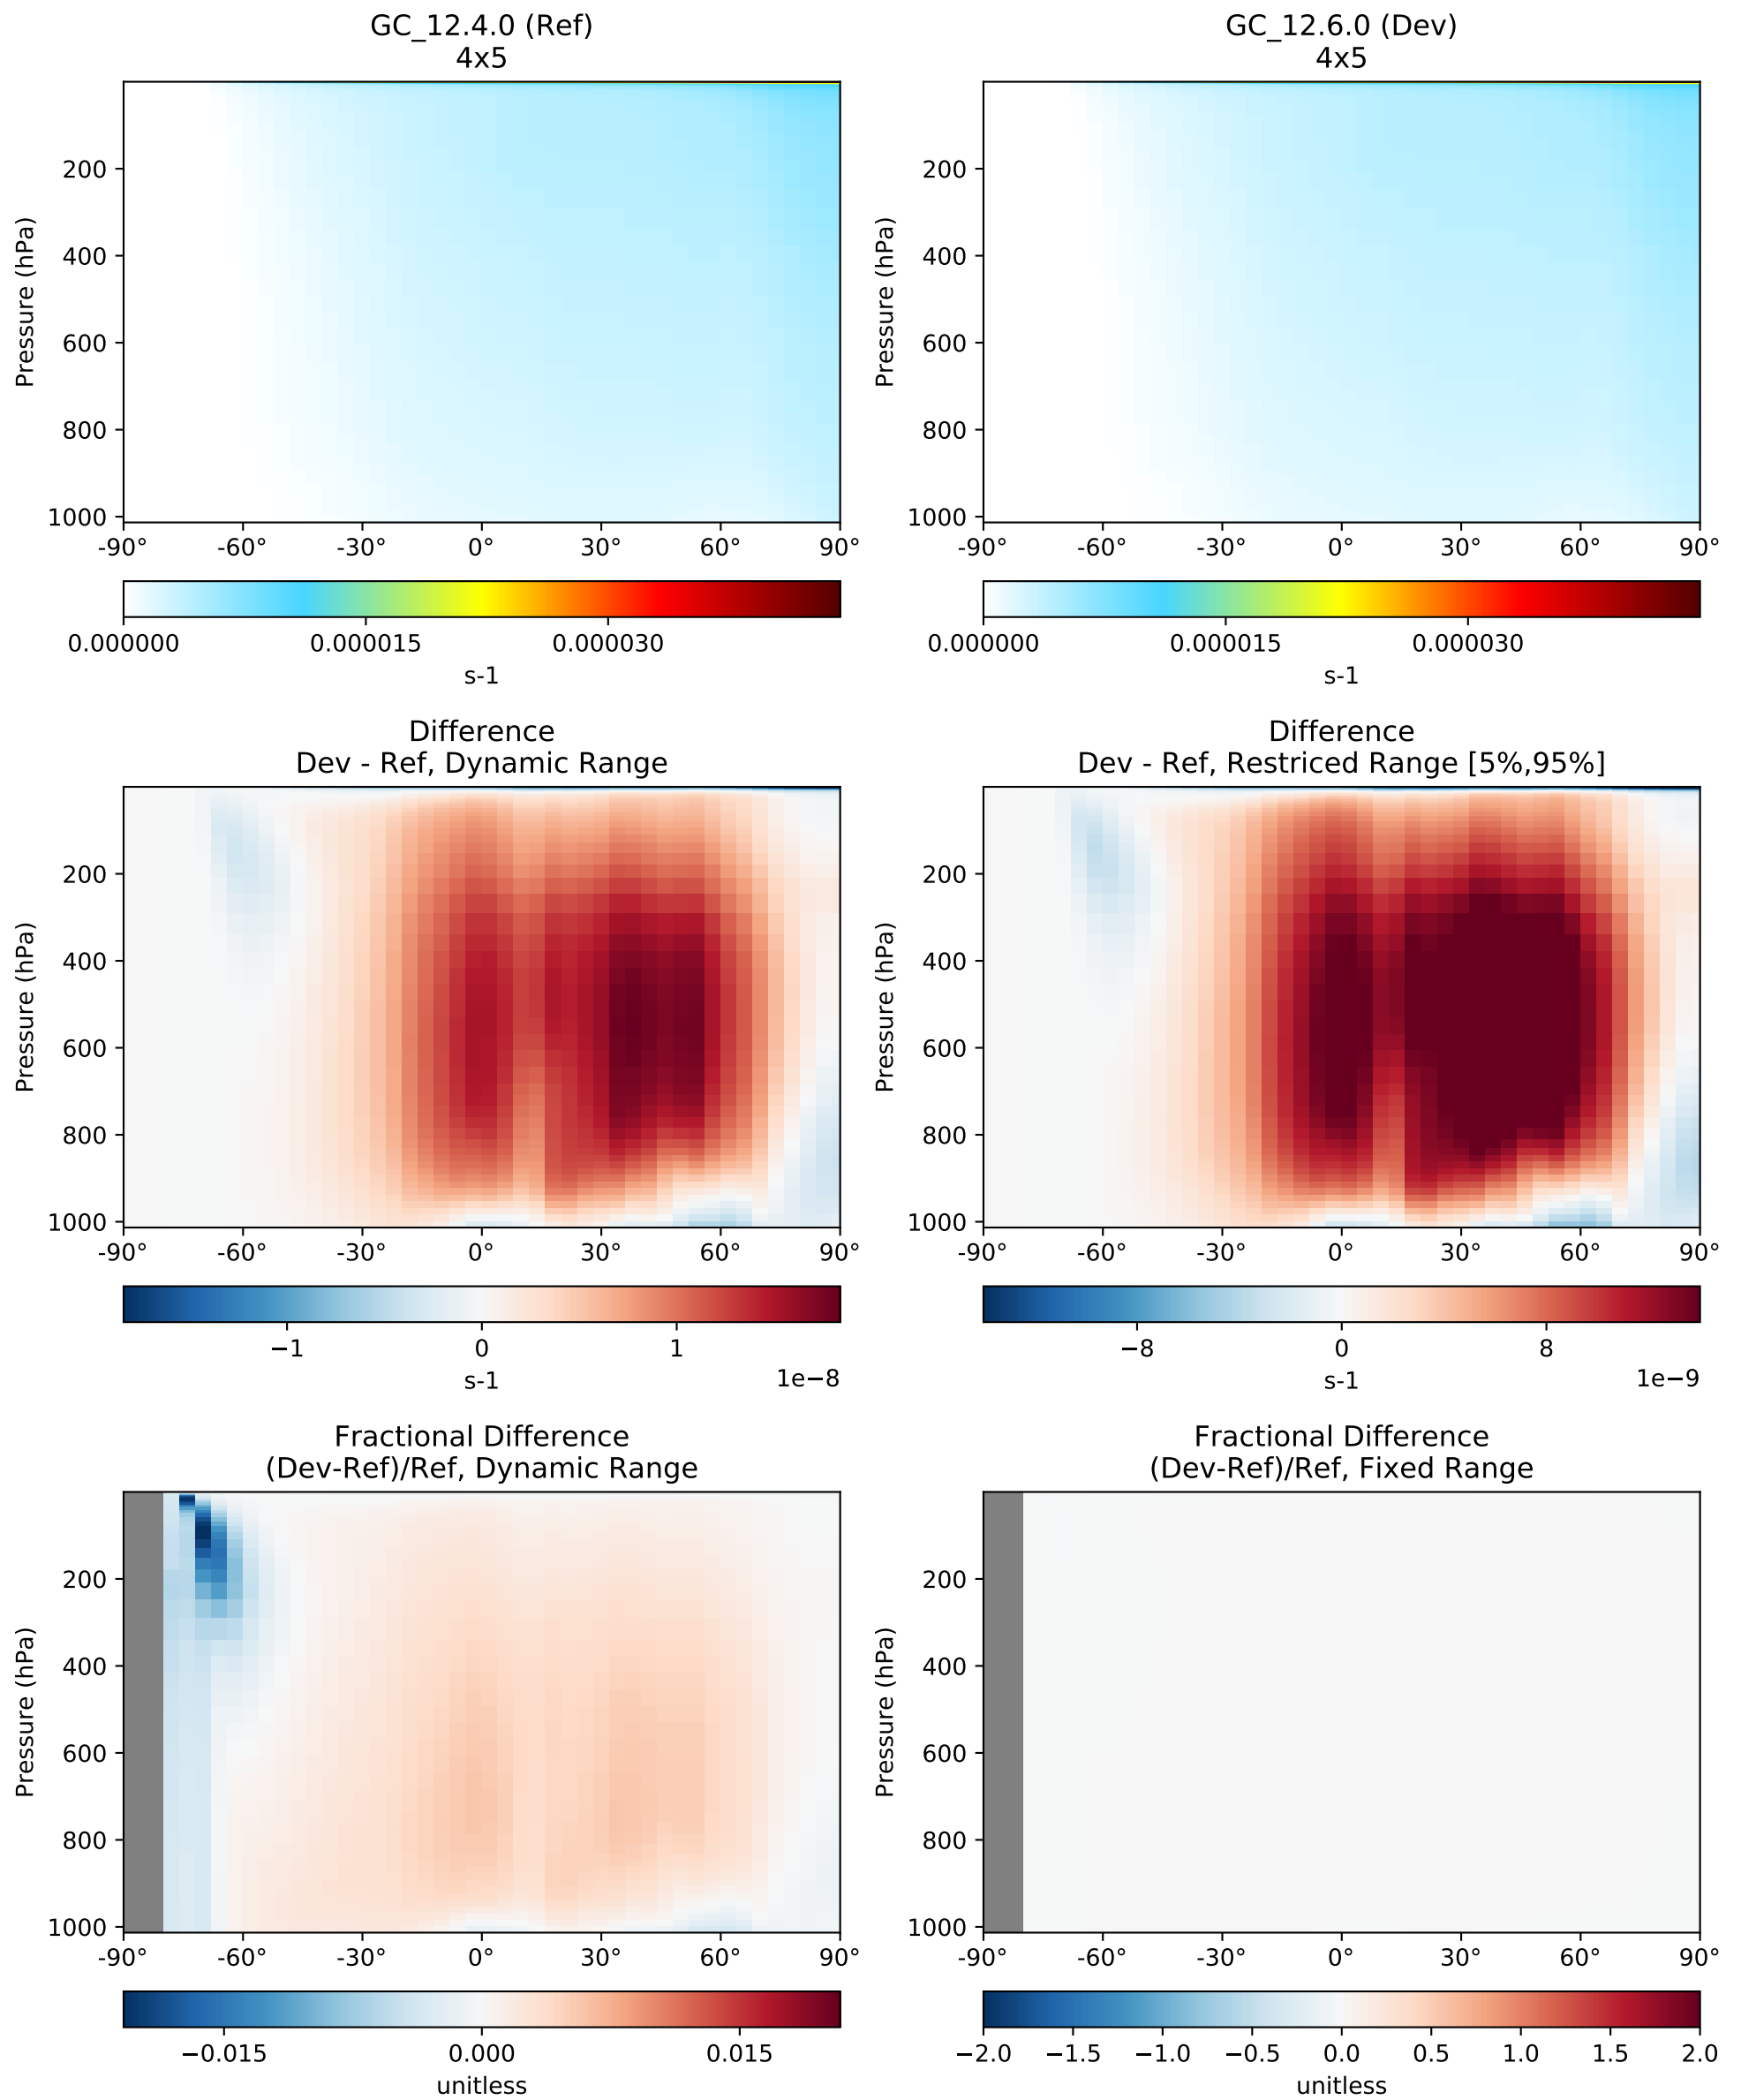 GC_12.4.0 (Ref)
4x5
Pressure (hPa)
200
400
600
800
1000
-90° -60° -30° 0° 30° 60° 90°
0.000000 0.000015 0.000030
s-1
GC_12.6.0 (Dev)
4x5
Pressure (hPa)
200
400
600
800
1000
-90° -60° -30° 0° 30° 60° 90°
0.000000 0.000015 0.000030
s-1
Difference
Dev - Ref, Dynamic Range
Pressure (hPa)
200
400
600
800
1000
-90° -60° -30° 0° 30° 60° 90°
−1 0 1
s-1 1e−8
Difference
Dev - Ref, Restriced Range [5%,95%]
Pressure (hPa)
200
400
600
800
1000
-90° -60° -30° 0° 30° 60° 90°
−8 0 8
s-1 1e−9
Fractional Difference
(Dev-Ref)/Ref, Dynamic Range
Pressure (hPa)
200
400
600
800
1000
-90° -60° -30° 0° 30° 60° 90°
−0.015 0.000 0.015
unitless
Fractional Difference
(Dev-Ref)/Ref, Fixed Range
Pressure (hPa)
200
400
600
800
1000
-90° -60° -30° 0° 30° 60° 90°
−2.0 −1.5 −1.0 −0.5 0.0 0.5 1.0 1.5 2.0
unitless